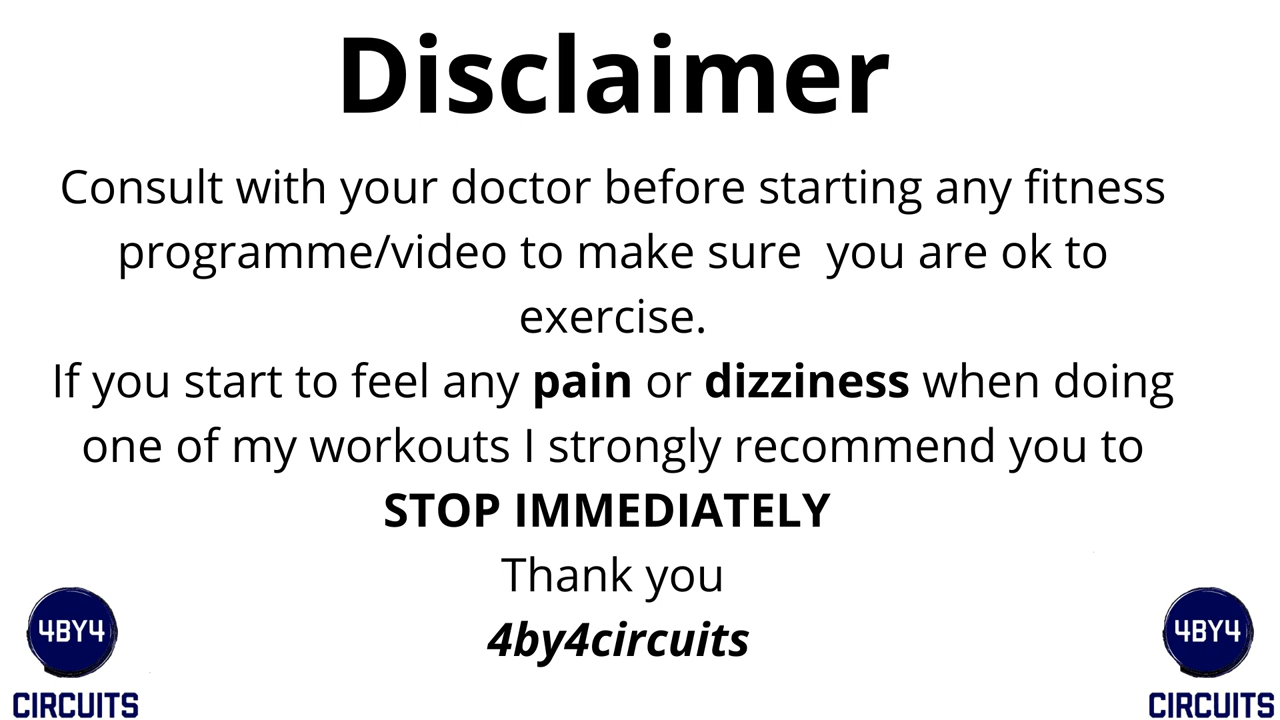 Disclaimer
Consult with your doctor before starting any fitness
programme/video to make sure  you are ok to
exercise.
If you start to feel any pain or dizziness when doing
one of my workouts I strongly recommend you to
STOP IMMEDIATELY
Thank you
4by4circuits
4BY4
CIRCUITS
4BY4
CIRCUITS